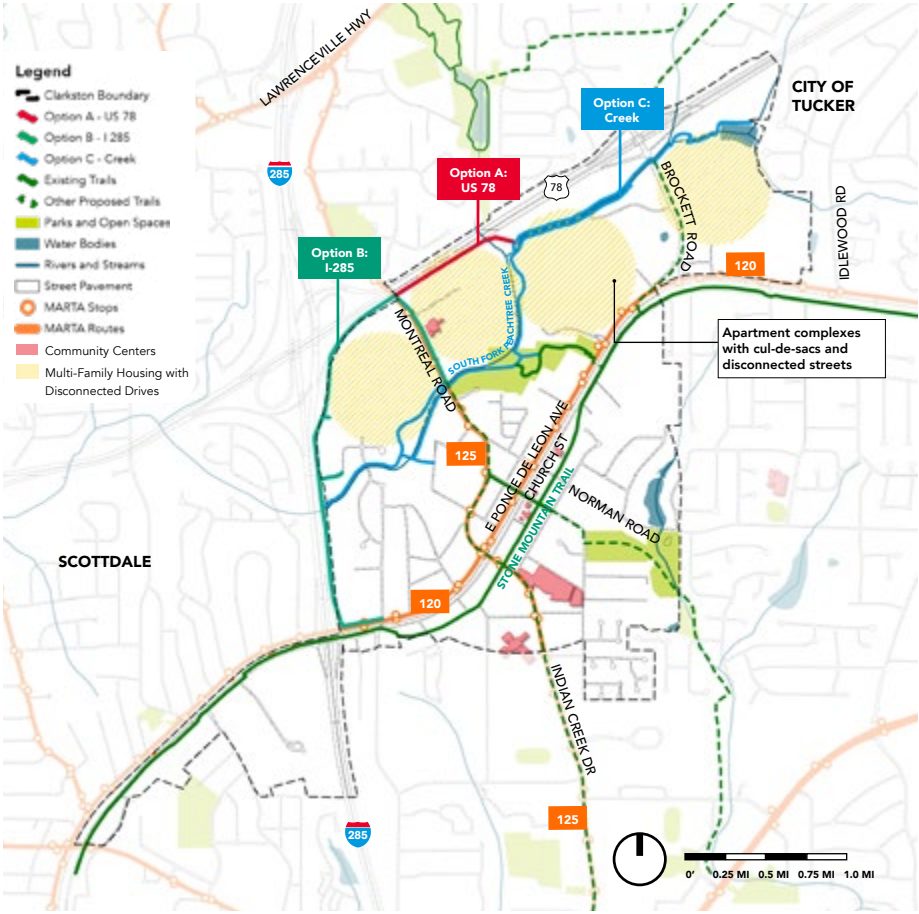 LAWRENCEVILLE HWY
CITY OF
TUCKER
Legend
Clarkston Boundary
Option A - US 78
Option B - I 285
Option C - Creek
Existing Trails
Other Proposed Trails
Parks and Open Spaces
Water Bodies
Rivers and Streams
Street Pavement
MARTA Stops
MARTA Routes
Community Centers
Multi-Family Housing with
Disconnected Drives
Option C:
Creek
285
Option A:
US 78
78
BROCKETT ROAD
IDLEWOOD RD
Option B:
I-285
120
SOUTH FORK PEACHTREE CREEK
MONTREAL ROAD
Apartment complexes
with cul-de-sacs and
disconnected streets
125
E PONCE DE LEON AVE
CHURCH ST
STONE MOUNTAIN TRAIL
NORMAN ROAD
SCOTTDALE
120
INDIAN CREEK DR
125
285
0' 0.25 MI 0.5 MI 0.75 MI 1.0 MI